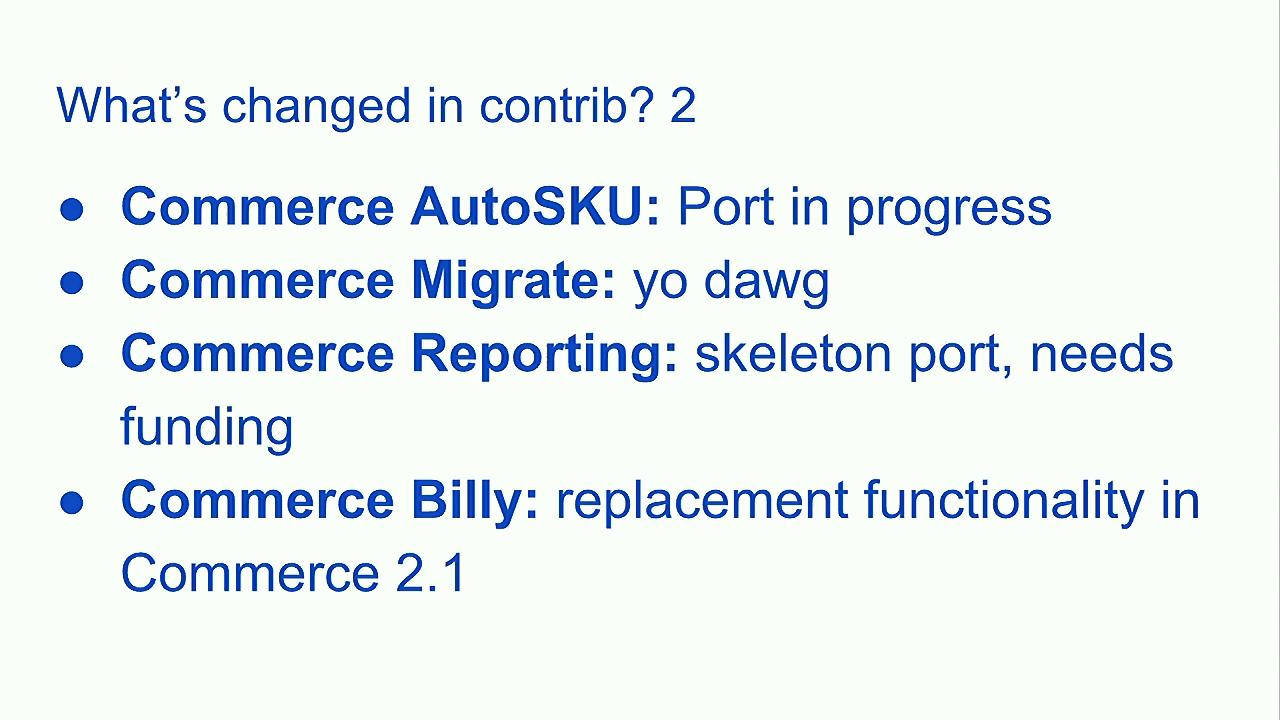 What’s changed in contrib? 2
● Commerce AutoSKU: Port in progress
● Commerce Migrate: yo dawg
● Commerce Reporting: skeleton port, needs
funding
● Commerce Billy: replacement functionality in
Commerce 2.1